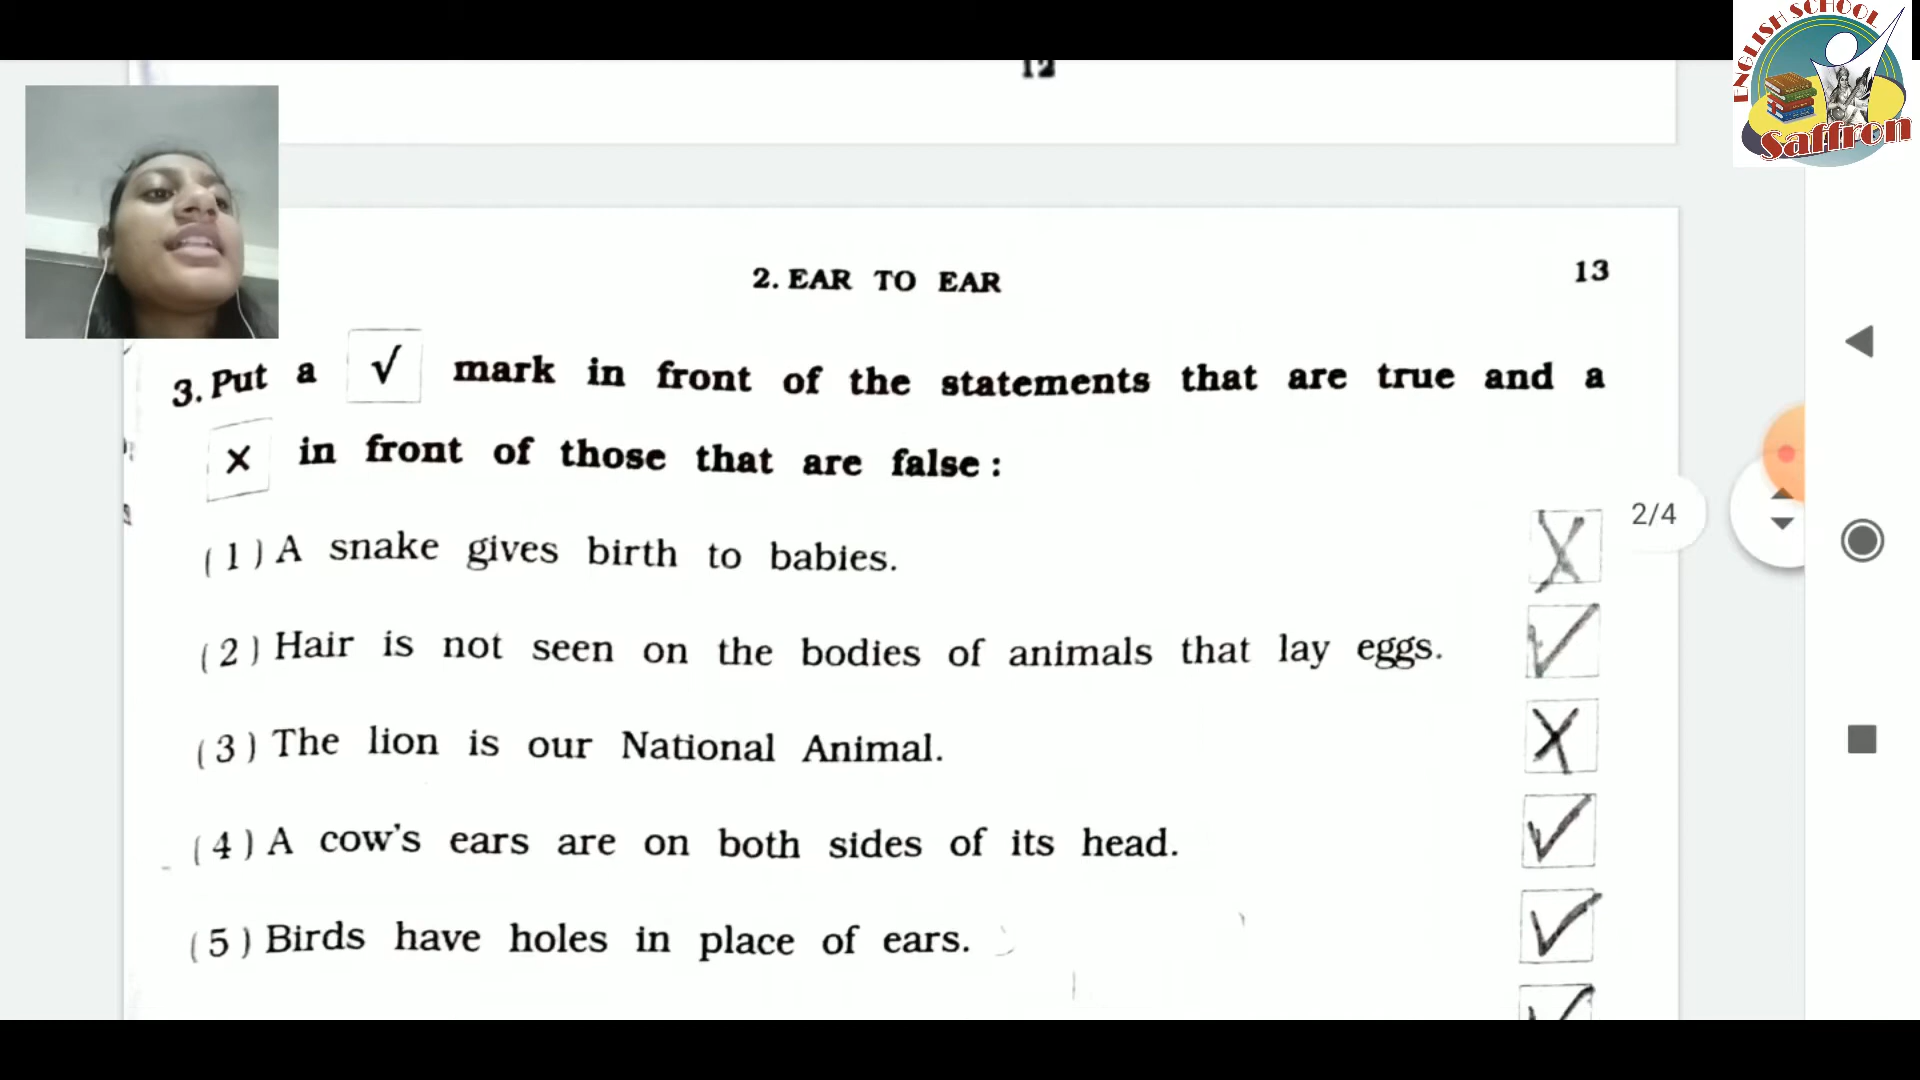 12
ENGLISH SCHOOL
Saffron
2. EAR TO EAR
13
3. Put a √ mark in front of the statements that are true and a
× in front of those that are false :
2/4
(1) A snake gives birth to babies. ×
(2) Hair is not seen on the bodies of animals that lay eggs. √
(3) The lion is our National Animal. ×
(4) A cow's ears are on both sides of its head. √
(5) Birds have holes in place of ears. √